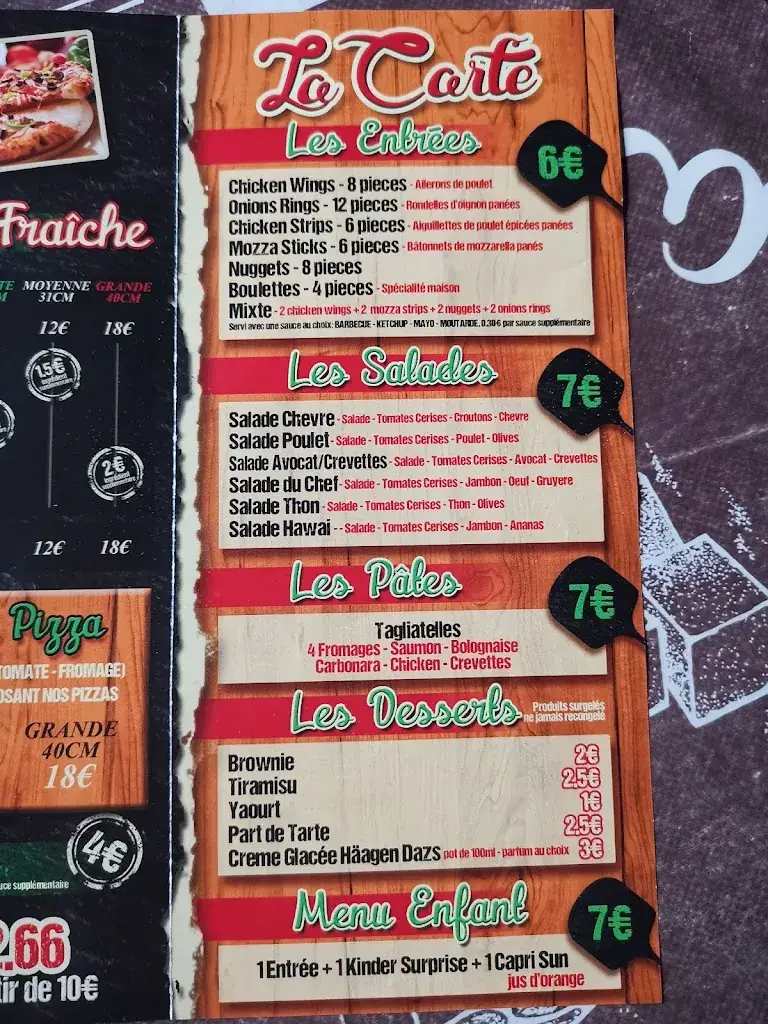 Fraîche
MOYENNE GRANDE
31CM 40CM
12€ 18€
1.5€
ingrédient
supplémentaire
2€
ingrédient
supplémentaire
12€ 18€
Pizza
TOMATE - FROMAGE)
OSANT NOS PIZZAS
GRANDE
40CM
18€
4€
uce supplémentaire
.66
tir de 10€
La Carte
Les Entrées
6€
Chicken Wings - 8 pieces - Ailerons de poulet
Onions Rings - 12 pieces - Rondelles d'oignon panées
Chicken Strips - 6 pieces - Aiguillettes de poulet épicées panées
Mozza Sticks - 6 pieces - Bâtonnets de mozzarella panés
Nuggets - 8 pieces
Boulettes - 4 pieces - Spécialité maison
Mixte - 2 chicken wings + 2 mozza strips + 2 nuggets + 2 onions rings
Servi avec une sauce au choix: BARBECUE - KETCHUP - MAYO - MOUTARDE. 0.30€ par sauce supplémentaire
Les Salades
7€
Salade Chevre - Salade - Tomates Cerises - Croutons - Chevre
Salade Poulet - Salade - Tomates Cerises - Poulet - Olives
Salade Avocat/Crevettes - Salade - Tomates Cerises - Avocat - Crevettes
Salade du Chef - Salade - Tomates Cerises - Jambon - Oeuf - Gruyere
Salade Thon - Salade - Tomates Cerises - Thon - Olives
Salade Hawai - - Salade - Tomates Cerises - Jambon - Ananas
Les Pâtes
7€
Tagliatelles
4 Fromages - Saumon - Bolognaise
Carbonara - Chicken - Crevettes
Les Desserts
Produits surgelés
ne jamais recongelé
Brownie 2€
Tiramisu 2.5€
Yaourt 1€
Part de Tarte 2.5€
Creme Glacée Häagen Dazs pot de 100ml - parfum au choix 3€
Menu Enfant
7€
1 Entrée + 1 Kinder Surprise + 1 Capri Sun
jus d'orange